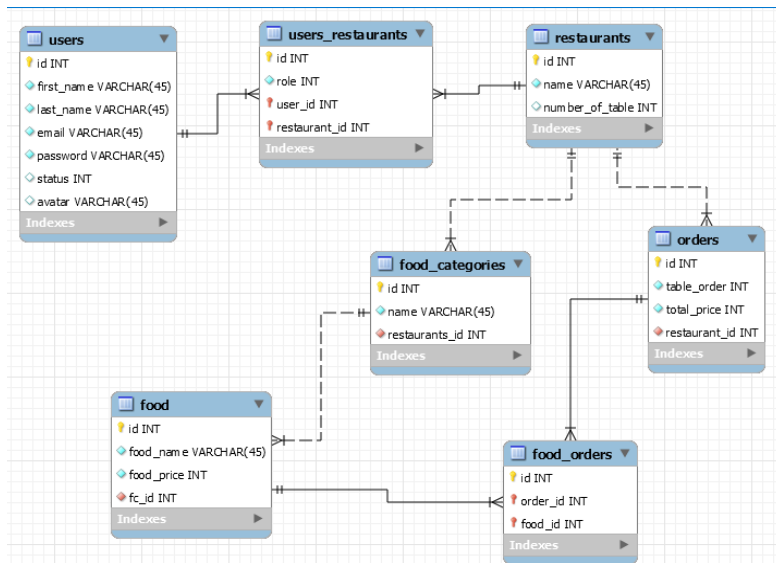 users
id INT
first_name VARCHAR(45)
last_name VARCHAR(45)
email VARCHAR(45)
password VARCHAR(45)
status INT
avatar VARCHAR(45)
Indexes
users_restaurants
id INT
role INT
user_id INT
restaurant_id INT
Indexes
restaurants
id INT
name VARCHAR(45)
number_of_table INT
Indexes
food_categories
id INT
name VARCHAR(45)
restaurants_id INT
Indexes
orders
id INT
table_order INT
total_price INT
restaurant_id INT
Indexes
food
id INT
food_name VARCHAR(45)
food_price INT
fc_id INT
Indexes
food_orders
id INT
order_id INT
food_id INT
Indexes